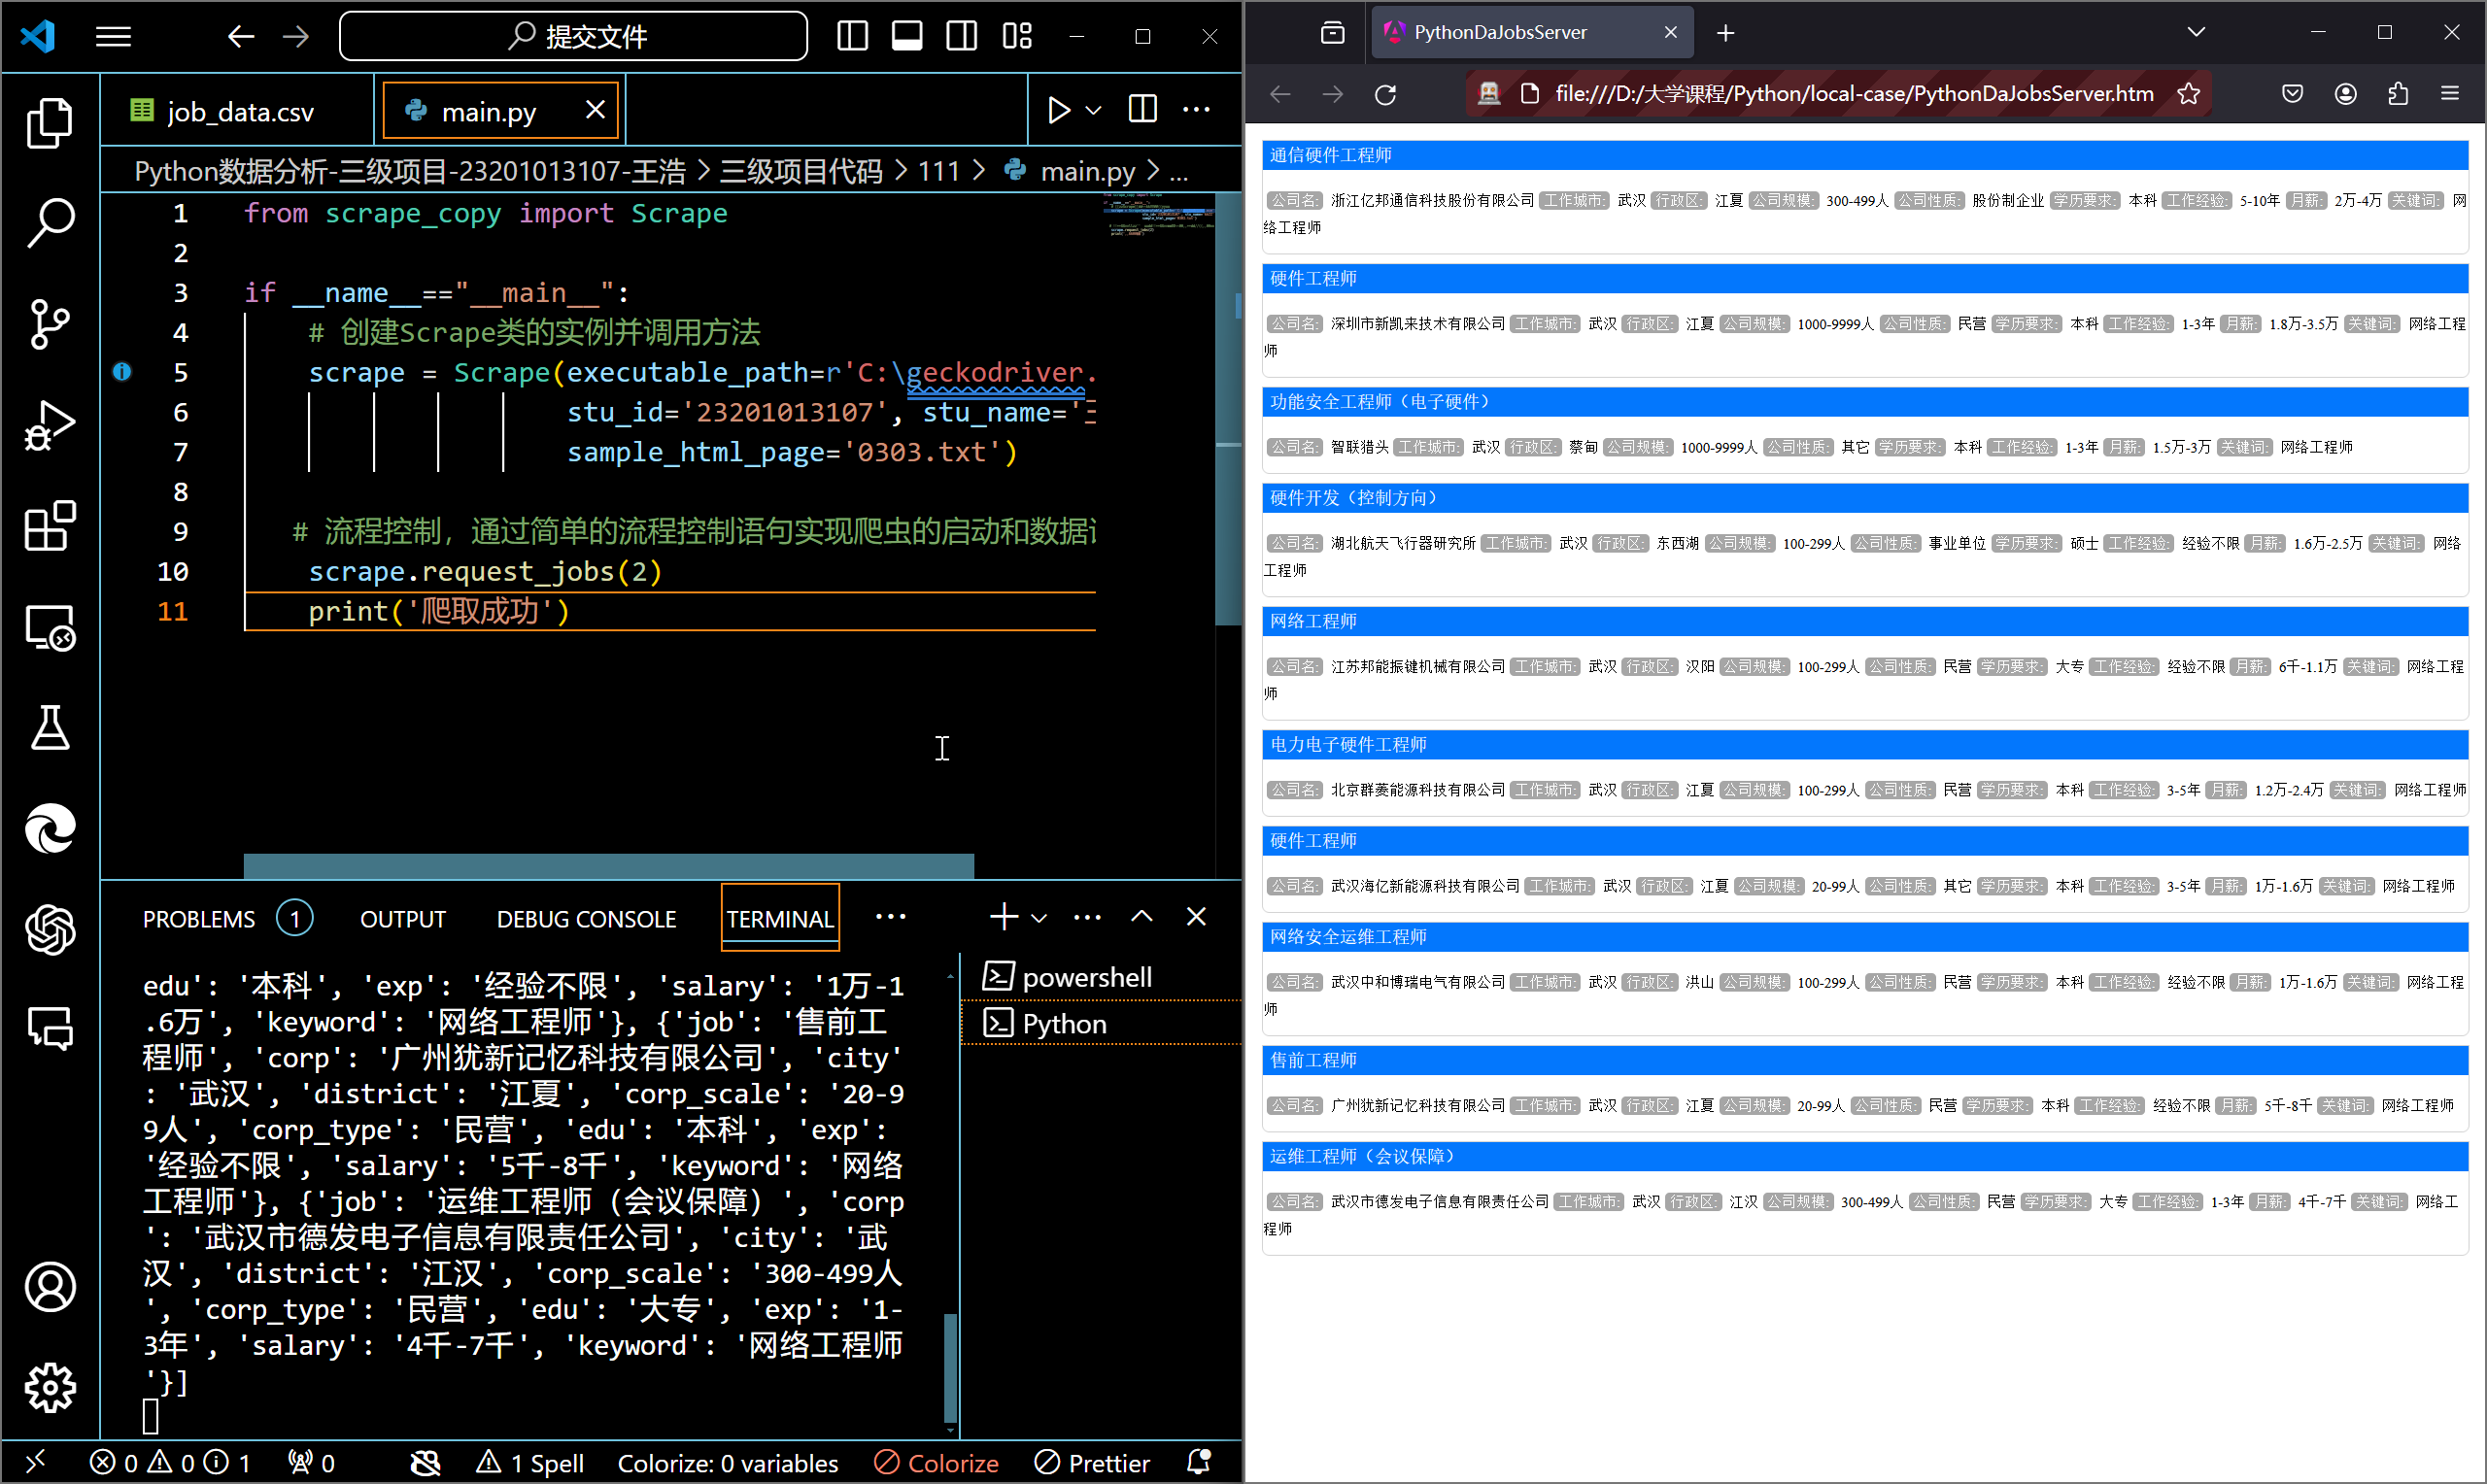 提交文件
job_data.csv
main.py
Python数据分析-三级项目-23201013107-王浩 > 三级项目代码 > 111 > main.py > ...
1 from scrape_copy import Scrape
2
3 if __name__=="__main__":
4 # 创建Scrape类的实例并调用方法
5 scrape = Scrape(executable_path=r'C:\geckodriver.
6 stu_id='23201013107', stu_name='
7 sample_html_page='0303.txt')
8
9 # 流程控制，通过简单的流程控制语句实现爬虫的启动和数据
10 scrape.request_jobs(2)
11 print('爬取成功')
PROBLEMS 1 OUTPUT DEBUG CONSOLE TERMINAL ...
powershell
Python
edu': '本科', 'exp': '经验不限', 'salary': '1万-1
.6万', 'keyword': '网络工程师'}, {'job': '售前工
程师', 'corp': '广州犹新记忆科技有限公司', 'city'
: '武汉', 'district': '江夏', 'corp_scale': '20-9
9人', 'corp_type': '民营', 'edu': '本科', 'exp':
'经验不限', 'salary': '5千-8千', 'keyword': '网络
工程师'}, {'job': '运维工程师（会议保障）', 'corp
': '武汉市德发电子信息有限责任公司', 'city': '武
汉', 'district': '江汉', 'corp_scale': '300-499人
', 'corp_type': '民营', 'edu': '大专', 'exp': '1-
3年', 'salary': '4千-7千', 'keyword': '网络工程师
'}]
0 0 1 0 1 Spell Colorize: 0 variables Colorize Prettier
PythonDaJobsServer
file:///D:/大学课程/Python/local-case/PythonDaJobsServer.htm
通信硬件工程师
公司名: 浙江亿邦通信科技股份有限公司 工作城市: 武汉 行政区: 江夏 公司规模: 300-499人 公司性质: 股份制企业 学历要求: 本科 工作经验: 5-10年 月薪: 2万-4万 关键词: 网
络工程师
硬件工程师
公司名: 深圳市新凯来技术有限公司 工作城市: 武汉 行政区: 江夏 公司规模: 1000-9999人 公司性质: 民营 学历要求: 本科 工作经验: 1-3年 月薪: 1.8万-3.5万 关键词: 网络工程
师
功能安全工程师（电子硬件）
公司名: 智联猎头 工作城市: 武汉 行政区: 蔡甸 公司规模: 1000-9999人 公司性质: 其它 学历要求: 本科 工作经验: 1-3年 月薪: 1.5万-3万 关键词: 网络工程师
硬件开发（控制方向）
公司名: 湖北航天飞行器研究所 工作城市: 武汉 行政区: 东西湖 公司规模: 100-299人 公司性质: 事业单位 学历要求: 硕士 工作经验: 经验不限 月薪: 1.6万-2.5万 关键词: 网络
工程师
网络工程师
公司名: 江苏邦能振键机械有限公司 工作城市: 武汉 行政区: 汉阳 公司规模: 100-299人 公司性质: 民营 学历要求: 大专 工作经验: 经验不限 月薪: 6千-1.1万 关键词: 网络工程
师
电力电子硬件工程师
公司名: 北京群菱能源科技有限公司 工作城市: 武汉 行政区: 江夏 公司规模: 100-299人 公司性质: 民营 学历要求: 本科 工作经验: 3-5年 月薪: 1.2万-2.4万 关键词: 网络工程师
硬件工程师
公司名: 武汉海亿新能源科技有限公司 工作城市: 武汉 行政区: 江夏 公司规模: 20-99人 公司性质: 其它 学历要求: 本科 工作经验: 3-5年 月薪: 1万-1.6万 关键词: 网络工程师
网络安全运维工程师
公司名: 武汉中和博瑞电气有限公司 工作城市: 武汉 行政区: 洪山 公司规模: 100-299人 公司性质: 民营 学历要求: 本科 工作经验: 经验不限 月薪: 1万-1.6万 关键词: 网络工程
师
售前工程师
公司名: 广州犹新记忆科技有限公司 工作城市: 武汉 行政区: 江夏 公司规模: 20-99人 公司性质: 民营 学历要求: 本科 工作经验: 经验不限 月薪: 5千-8千 关键词: 网络工程师
运维工程师（会议保障）
公司名: 武汉市德发电子信息有限责任公司 工作城市: 武汉 行政区: 江汉 公司规模: 300-499人 公司性质: 民营 学历要求: 大专 工作经验: 1-3年 月薪: 4千-7千 关键词: 网络工
程师